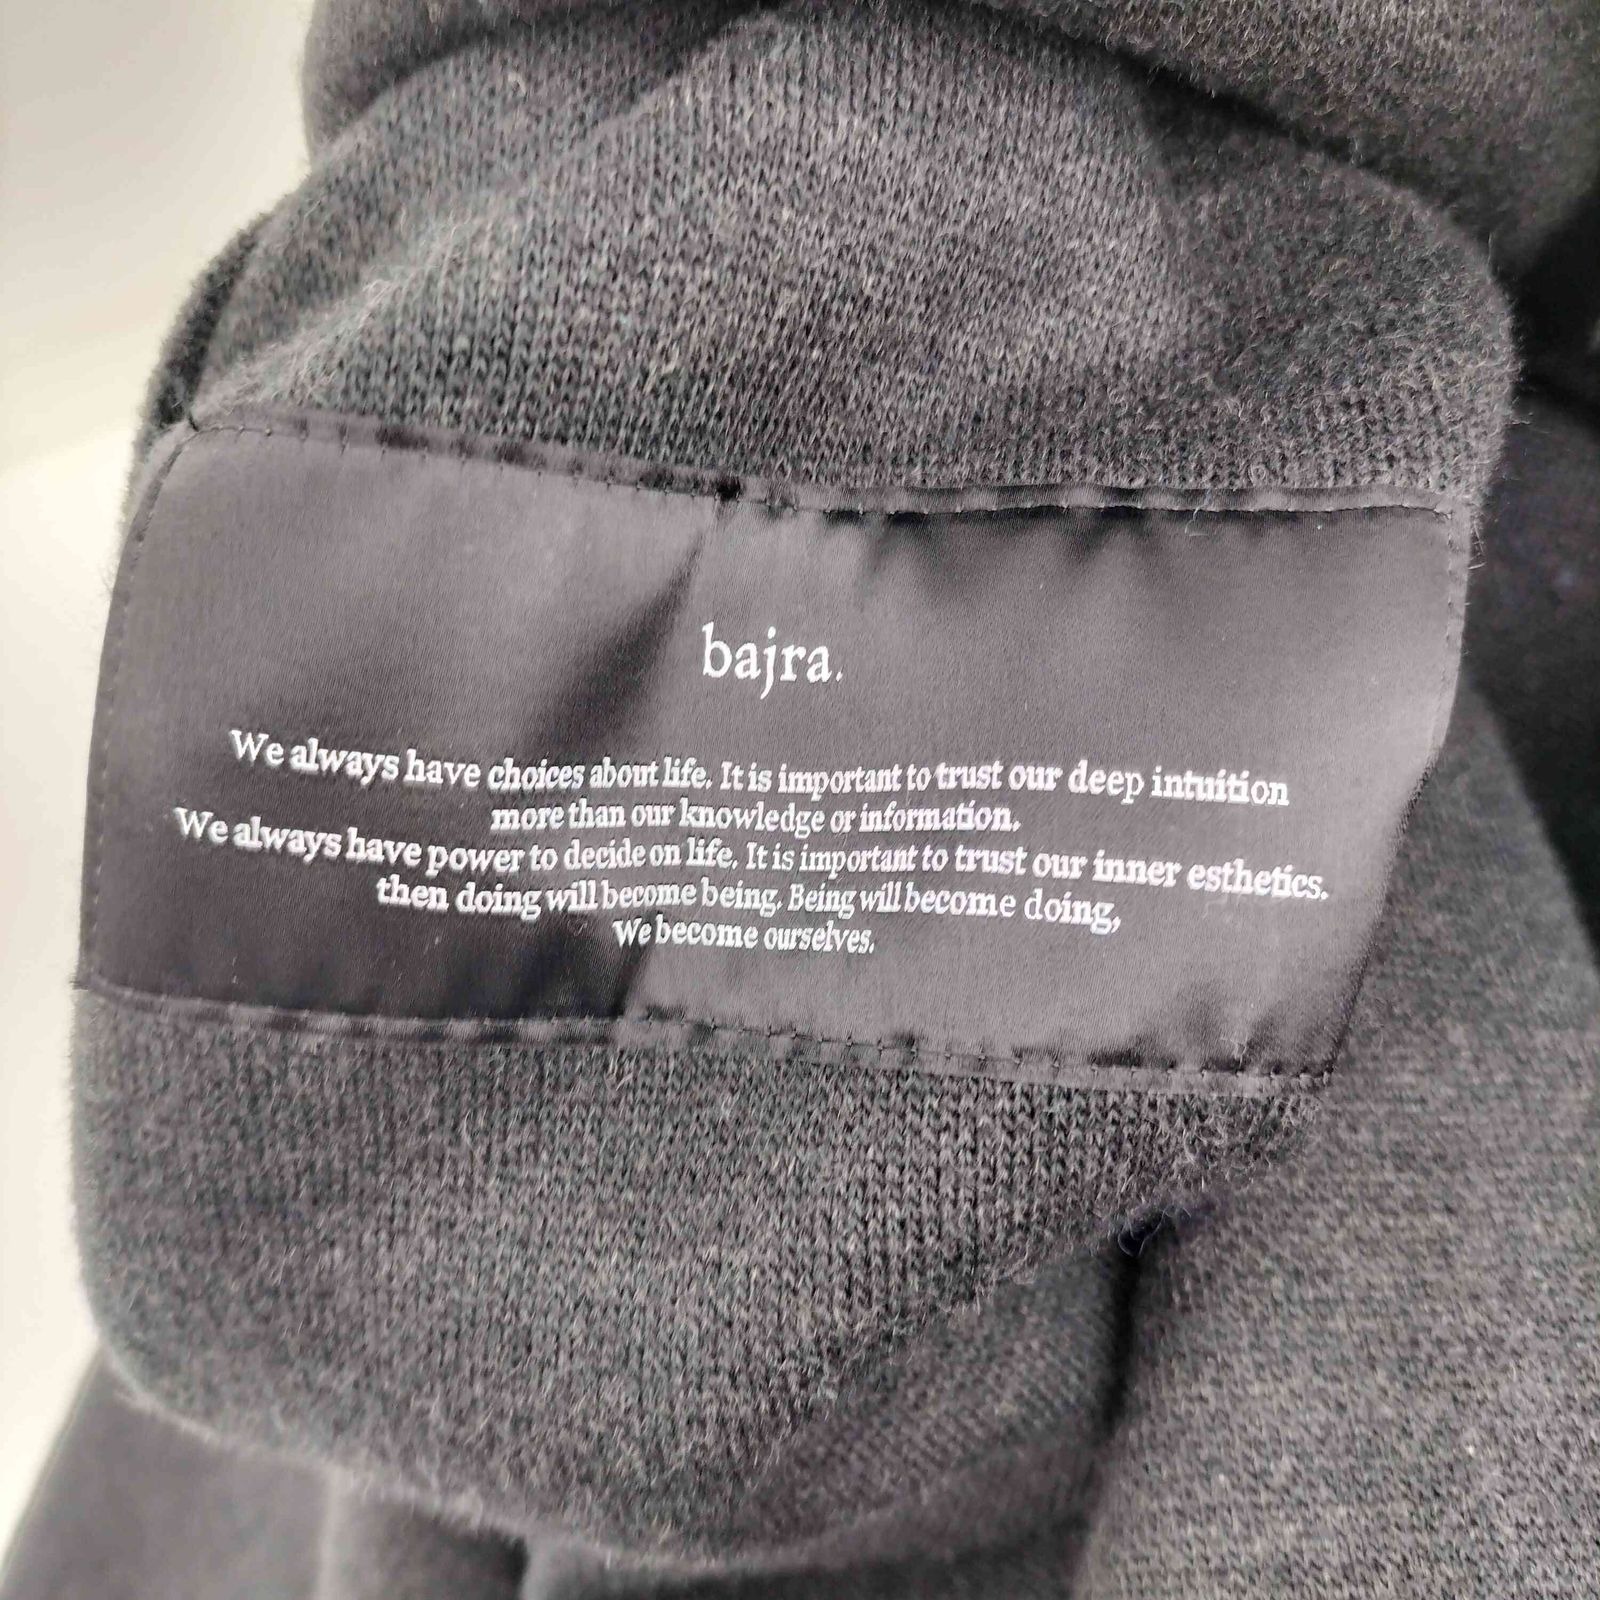 bajra.
We always have choices about life. It is important to trust our deep intuition
more than our knowledge or information.
We always have power to decide on life. It is important to trust our inner esthetics.
then doing will become being. Being will become doing,
We become ourselves.